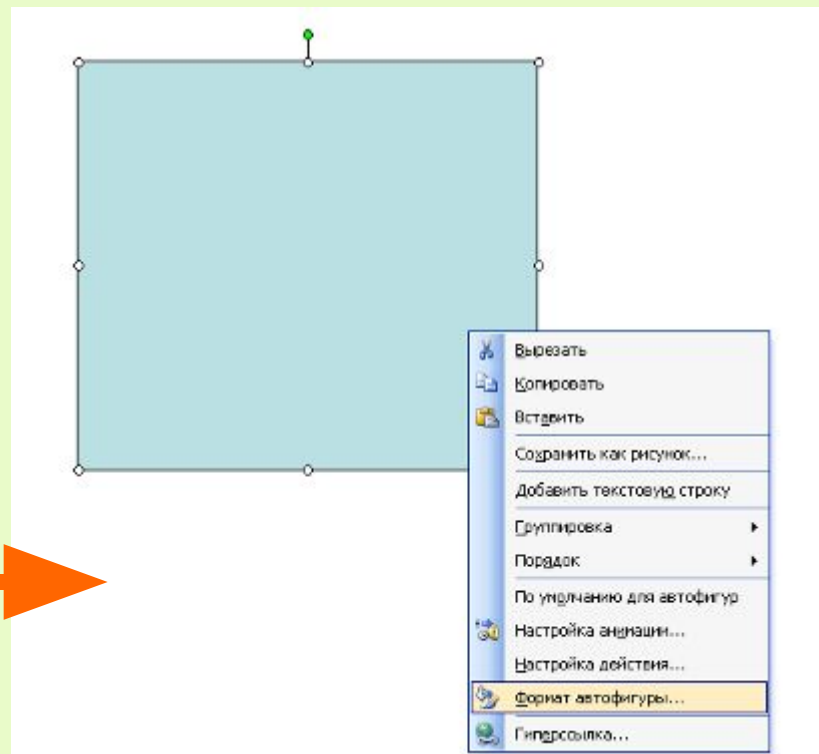 Вырезать
Копировать
Вставить
Сохранить как рисунок...
Добавить текстовую строку
Группировка
Порядок
По умолчанию для автофигур
Настройка анимации...
Настройка действия...
Формат автофигуры...
Гиперссылка...